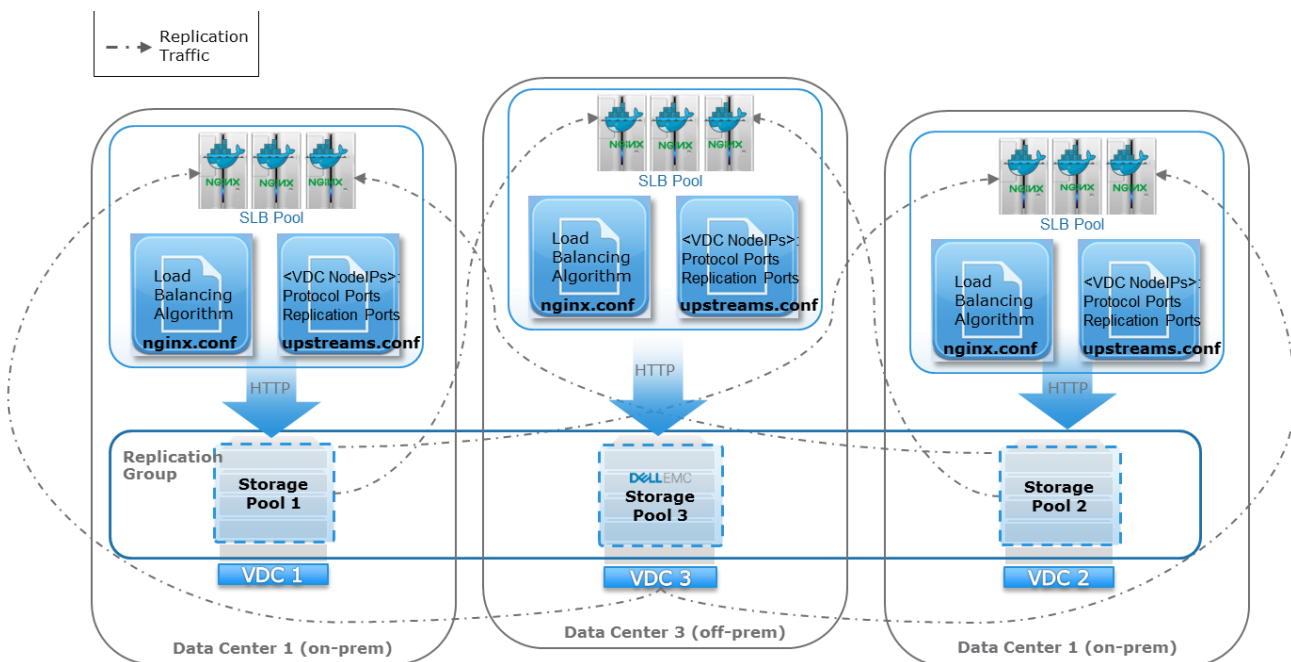 Replication
Traffic
NGINX NGINX NGINX
SLB Pool
Load
Balancing
Algorithm
nginx.conf
<VDC NodeIPs>:
Protocol Ports
Replication Ports
upstreams.conf
HTTP
NGINX NGINX NGINX
SLB Pool
Load
Balancing
Algorithm
nginx.conf
<VDC NodeIPs>:
Protocol Ports
Replication Ports
upstreams.conf
HTTP
NGINX NGINX NGINX
SLB Pool
Load
Balancing
Algorithm
nginx.conf
<VDC NodeIPs>:
Protocol Ports
Replication Ports
upstreams.conf
HTTP
Replication
Group
Storage
Pool 1
DELLEMC
Storage
Pool 3
Storage
Pool 2
VDC 1
VDC 3
VDC 2
Data Center 1 (on-prem)
Data Center 3 (off-prem)
Data Center 1 (on-prem)